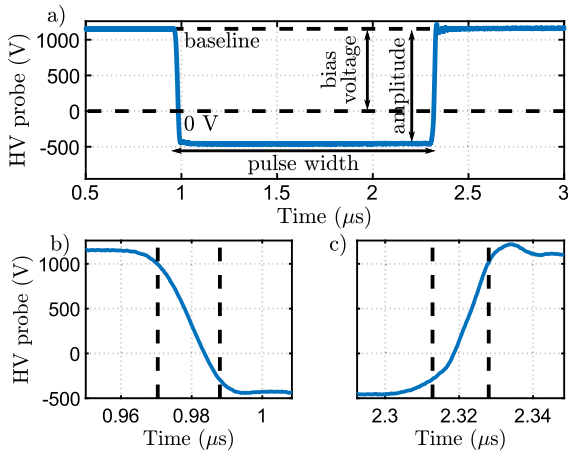 a)
HV probe (V)
1000
500
0
-500
baseline
0 V
bias
voltage
amplitude
pulse width
0.5
1
1.5
2
2.5
3
Time (μs)
b)
HV probe (V)
1000
500
0
-500
0.96
0.98
1
Time (μs)
c)
2.3
2.32
2.34
Time (μs)